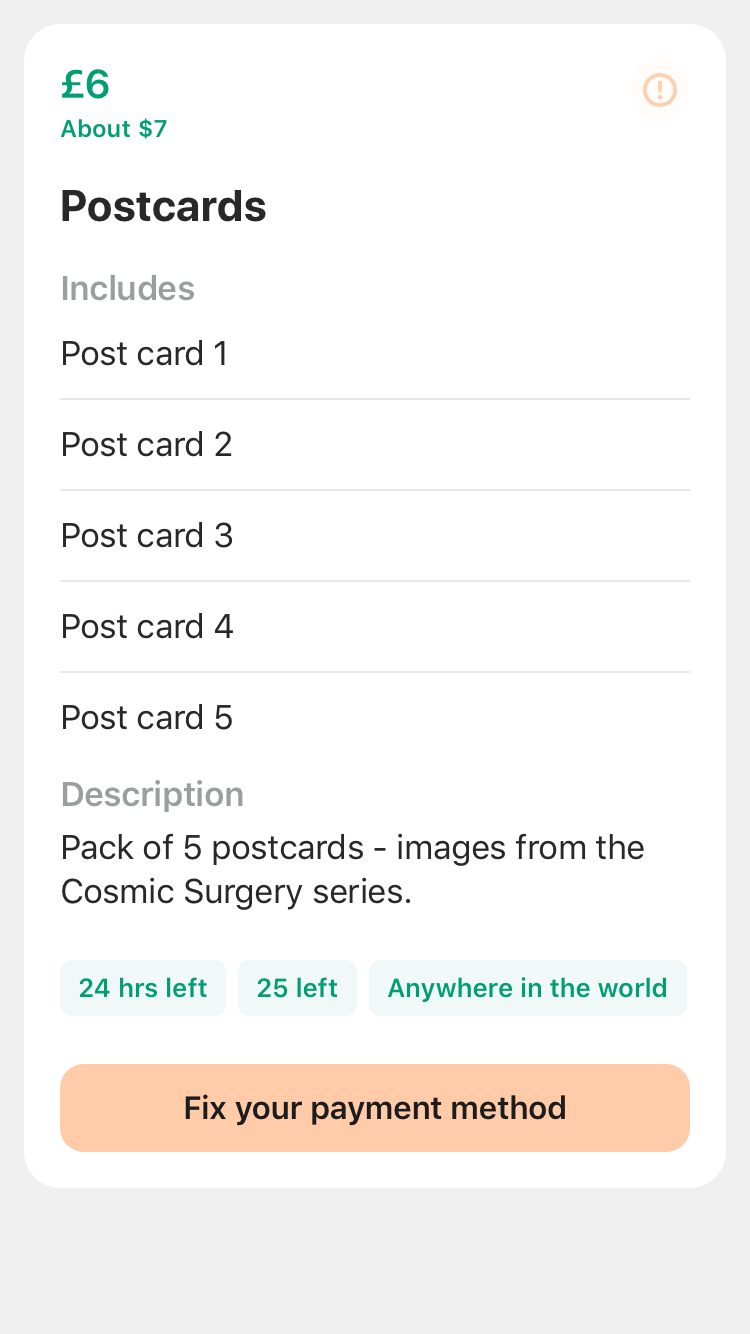 £6
About $7
Postcards
Includes
Post card 1
Post card 2
Post card 3
Post card 4
Post card 5
Description
Pack of 5 postcards - images from the
Cosmic Surgery series.
24 hrs left
25 left
Anywhere in the world
Fix your payment method